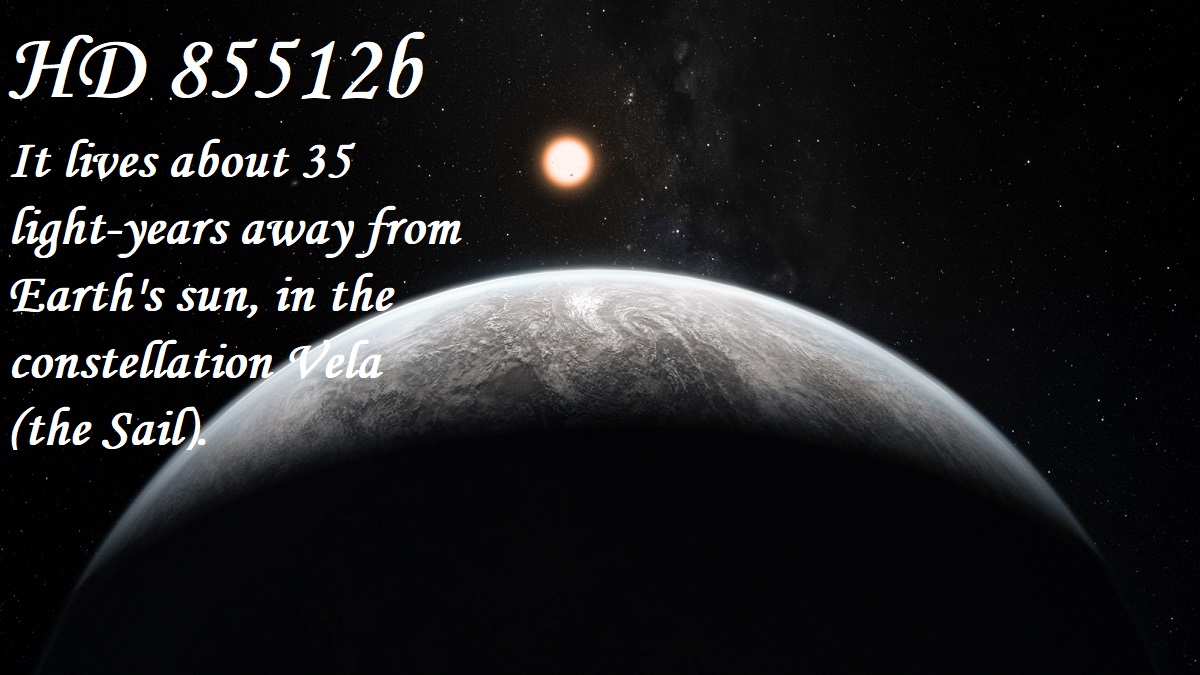 HD 85512b
It lives about 35
light-years away from
Earth's sun, in the
constellation Vela
(the Sail).